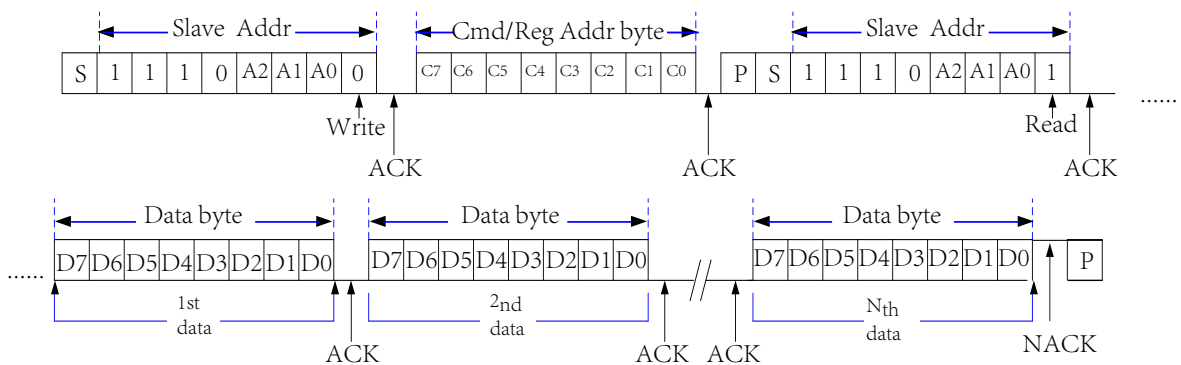 Slave Addr Cmd/Reg Addr byte Slave Addr
S 1 1 1 0 A2 A1 A0 0 C7 C6 C5 C4 C3 C2 C1 C0 P S 1 1 1 0 A2 A1 A0 1
......
Write Read
ACK ACK ACK
Data byte Data byte Data byte
...... D7 D6 D5 D4 D3 D2 D1 D0 D7 D6 D5 D4 D3 D2 D1 D0 D7 D6 D5 D4 D3 D2 D1 D0 P
1st 2nd Nth
data data data
ACK ACK ACK NACK